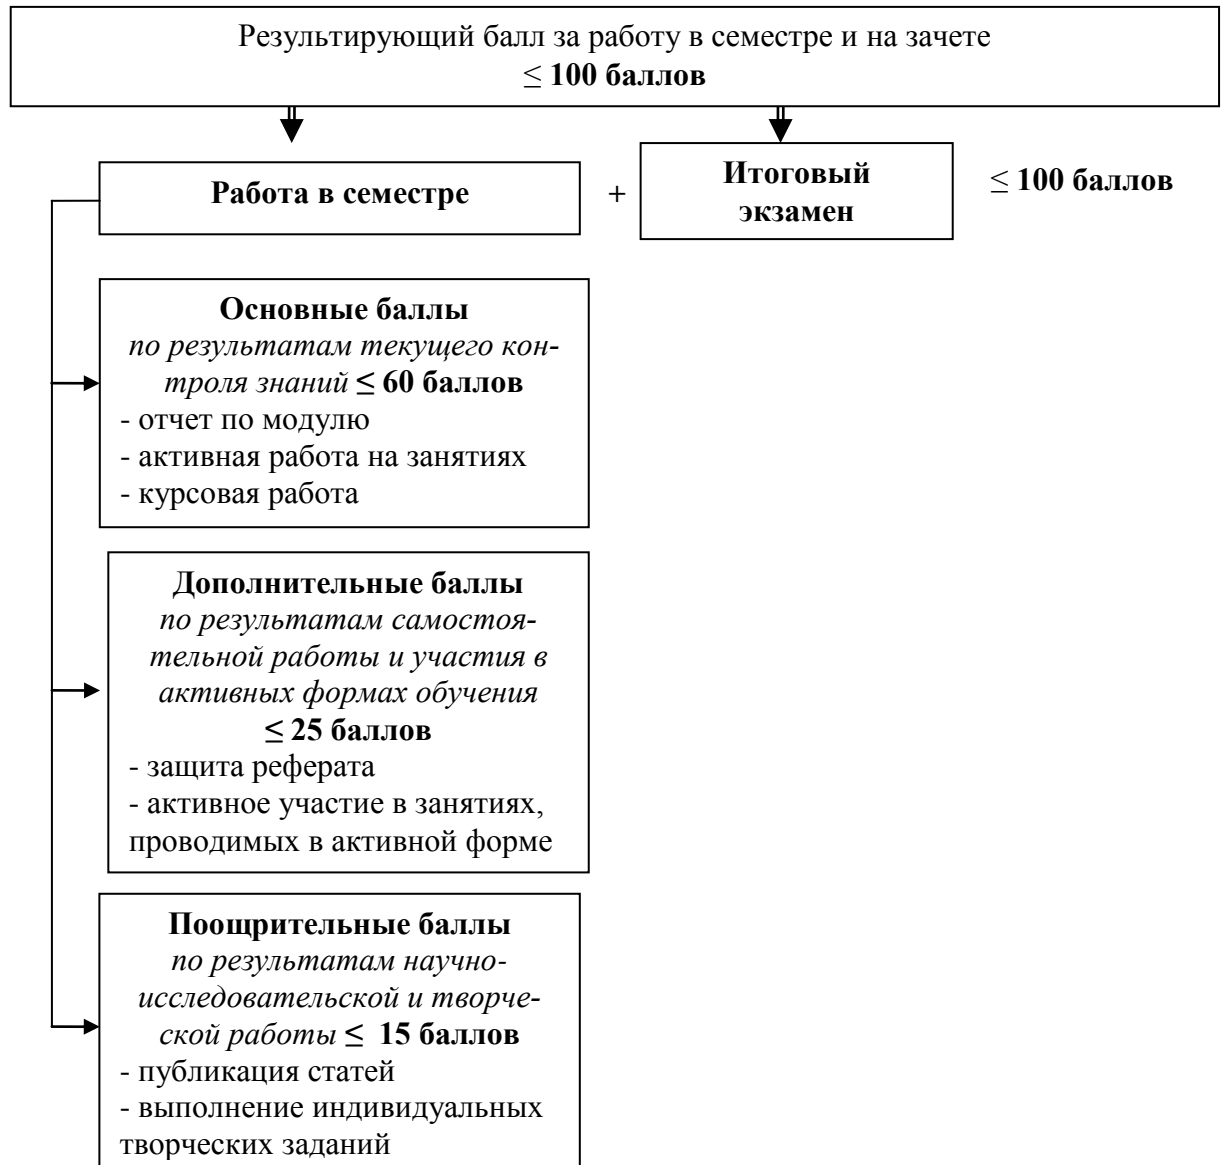 Результирующий балл за работу в семестре и на зачете
≤ 100 баллов
Работа в семестре
+
Итоговый
экзамен
≤ 100 баллов
Основные баллы
по результатам текущего кон-
троля знаний ≤ 60 баллов
- отчет по модулю
- активная работа на занятиях
- курсовая работа
Дополнительные баллы
по результатам самостоя-
тельной работы и участия в
активных формах обучения
≤ 25 баллов
- защита реферата
- активное участие в занятиях,
проводимых в активной форме
Поощрительные баллы
по результатам научно-
исследовательской и творче-
ской работы ≤ 15 баллов
- публикация статей
- выполнение индивидуальных
творческих заданий